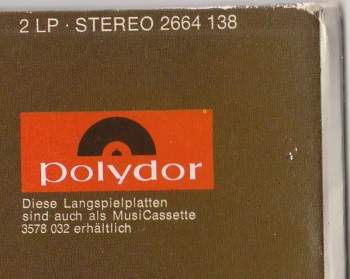 2 LP · STEREO 2664 138
polydor
Diese Langspielplatten
sind auch als MusiCassette
3578 032 erhältlich